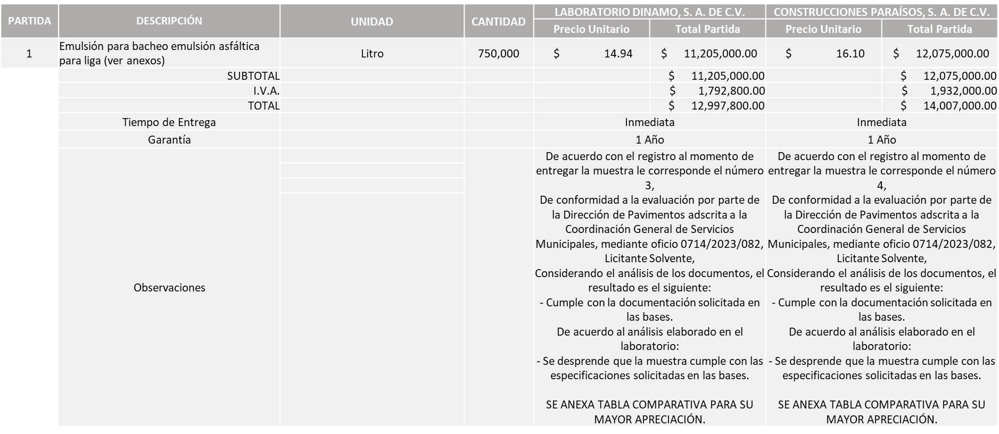 PARTIDA DESCRIPCIÓN UNIDAD CANTIDAD LABORATORIO DINAMO, S. A. DE C.V. CONSTRUCCIONES PARAÍSOS, S. A. DE C.V.
Precio Unitario Total Partida Precio Unitario Total Partida
1 Emulsión para bacheo emulsión asfáltica
para liga (ver anexos) Litro 750,000 $ 14.94 $ 11,205,000.00 $ 16.10 $ 12,075,000.00
SUBTOTAL $ 11,205,000.00 $ 12,075,000.00
I.V.A. $ 1,792,800.00 $ 1,932,000.00
TOTAL $ 12,997,800.00 $ 14,007,000.00
Tiempo de Entrega Inmediata Inmediata
Garantía 1 Año 1 Año
Observaciones
De acuerdo con el registro al momento de
entregar la muestra le corresponde el número
3,
De conformidad a la evaluación por parte de
la Dirección de Pavimentos adscrita a la
Coordinación General de Servicios
Municipales, mediante oficio 0714/2023/082,
Licitante Solvente,
Considerando el análisis de los documentos, el
resultado es el siguiente:
- Cumple con la documentación solicitada en
las bases.
De acuerdo al análisis elaborado en el
laboratorio:
- Se desprende que la muestra cumple con las
especificaciones solicitadas en las bases.
SE ANEXA TABLA COMPARATIVA PARA SU
MAYOR APRECIACIÓN.
De acuerdo con el registro al momento de
entregar la muestra le corresponde el número
4,
De conformidad a la evaluación por parte de
la Dirección de Pavimentos adscrita a la
Coordinación General de Servicios
Municipales, mediante oficio 0714/2023/082,
Licitante Solvente,
Considerando el análisis de los documentos, el
resultado es el siguiente:
- Cumple con la documentación solicitada en
las bases.
De acuerdo al análisis elaborado en el
laboratorio:
- Se desprende que la muestra cumple con las
especificaciones solicitadas en las bases.
SE ANEXA TABLA COMPARATIVA PARA SU
MAYOR APRECIACIÓN.